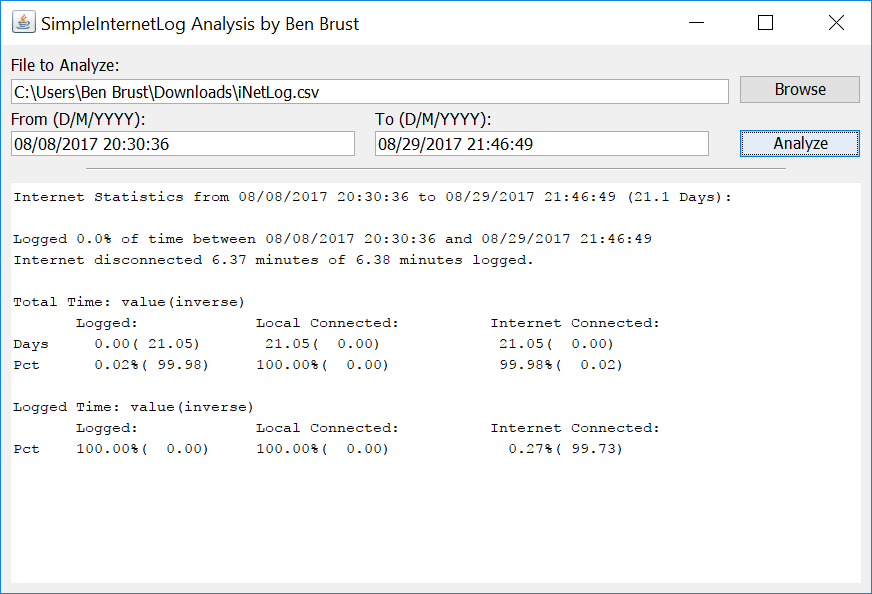 SimpleInternetLog Analysis by Ben Brust
File to Analyze:
C:\Users\Ben Brust\Downloads\iNetLog.csv
Browse
From (D/M/YYYY): To (D/M/YYYY):
08/08/2017 20:30:36 08/29/2017 21:46:49 Analyze
Internet Statistics from 08/08/2017 20:30:36 to 08/29/2017 21:46:49 (21.1 Days):
Logged 0.0% of time between 08/08/2017 20:30:36 and 08/29/2017 21:46:49
Internet disconnected 6.37 minutes of 6.38 minutes logged.
Total Time: value(inverse)
Logged: Local Connected: Internet Connected:
Days 0.00( 21.05) 21.05( 0.00) 21.05( 0.00)
Pct 0.02%( 99.98) 100.00%( 0.00) 99.98%( 0.02)
Logged Time: value(inverse)
Logged: Local Connected: Internet Connected:
Pct 100.00%( 0.00) 100.00%( 0.00) 0.27%( 99.73)